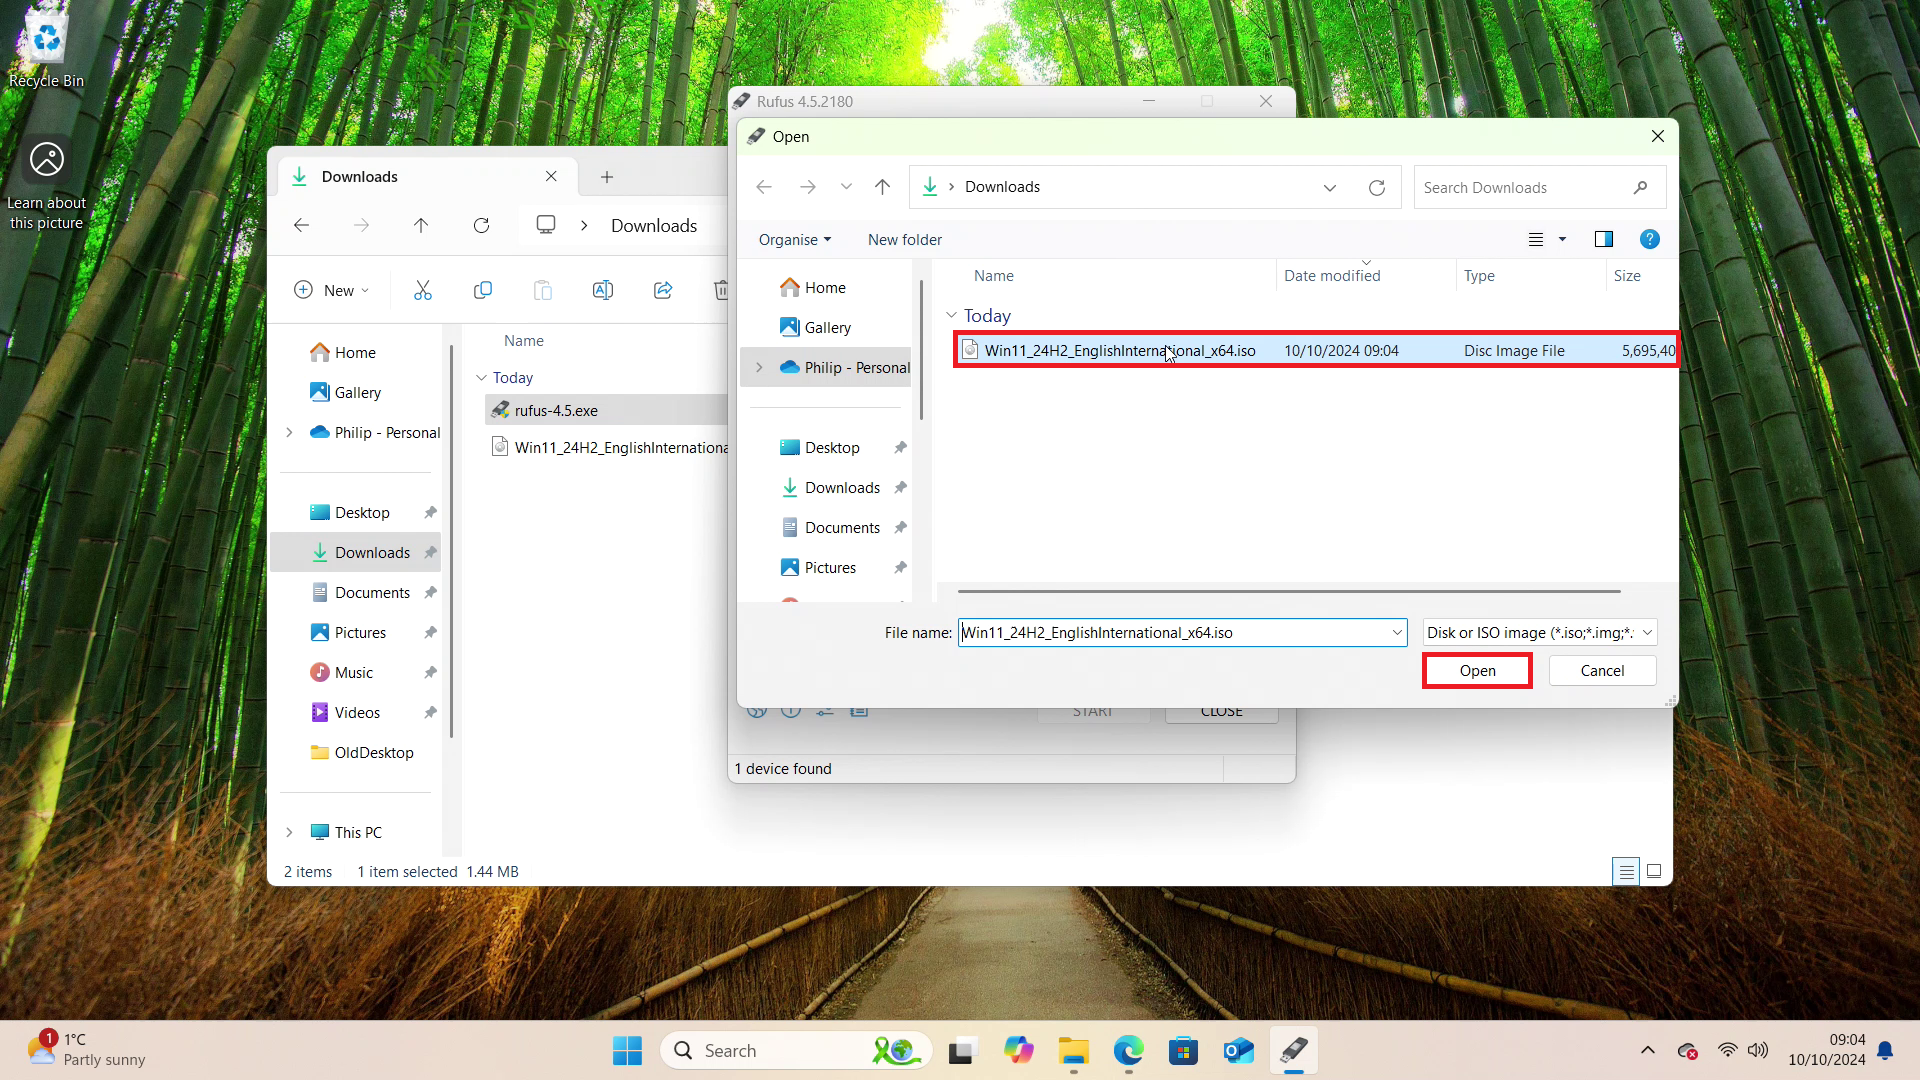 Recycle Bin
Learn about
this picture
Rufus 4.5.2180
Open
Downloads
Search Downloads
Organise
New folder
Name
Date modified
Type
Size
Today
Win11_24H2_EnglishInternational_x64.iso
10/10/2024 09:04
Disc Image File
5,695,40
Home
Gallery
Philip - Personal
Desktop
Downloads
Documents
Pictures
File name:
Win11_24H2_EnglishInternational_x64.iso
Disk or ISO image (*.iso;*.img;*.
Open
Cancel
START
CLOSE
1 device found
Downloads
Downloads
New
Name
Today
rufus-4.5.exe
Win11_24H2_EnglishInternationa
Home
Gallery
Philip - Personal
Desktop
Downloads
Documents
Pictures
Music
Videos
OldDesktop
This PC
2 items
1 item selected 1.44 MB
1
1°C
Partly sunny
Search
09:04
10/10/2024